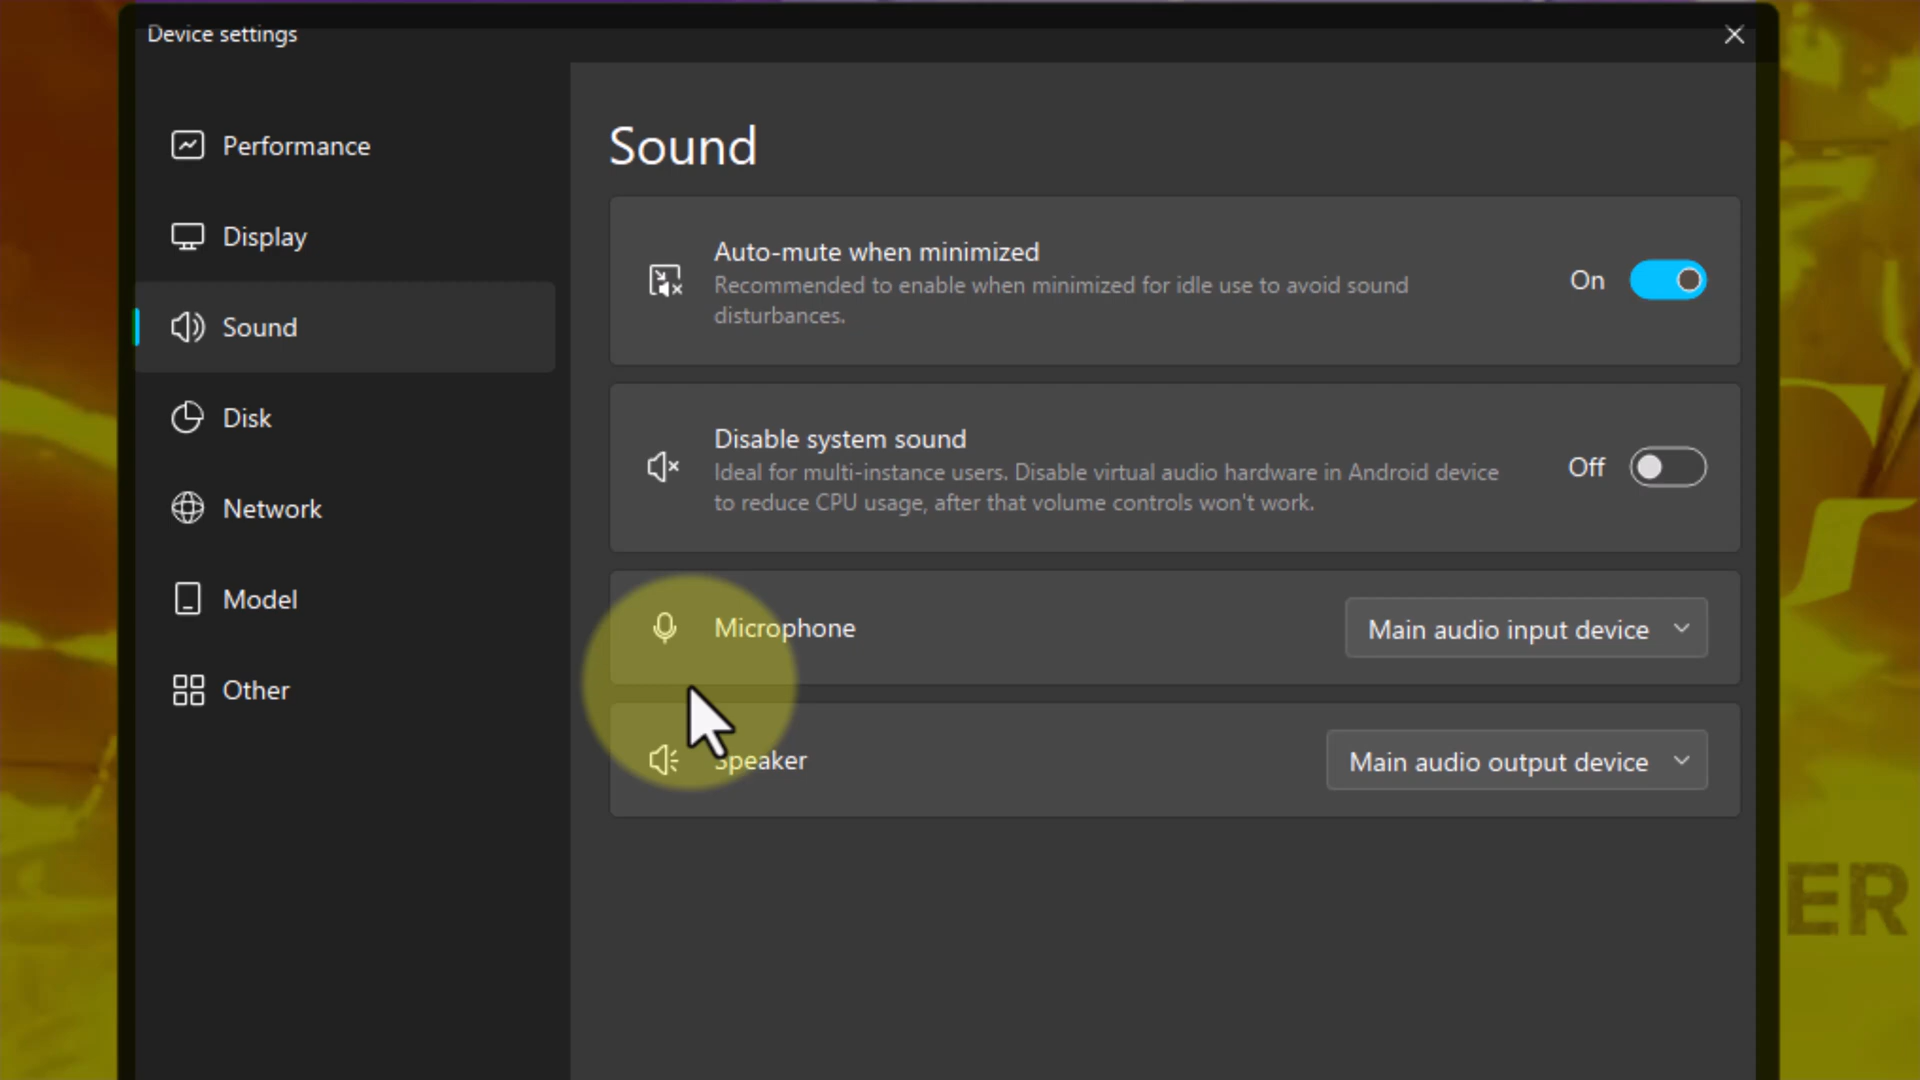 Device settings
Performance
Display
Sound
Disk
Network
Model
Other
Sound
Auto-mute when minimized
Recommended to enable when minimized for idle use to avoid sound
disturbances.
On
Disable system sound
Ideal for multi-instance users. Disable virtual audio hardware in Android device
to reduce CPU usage, after that volume controls won't work.
Off
Microphone
Main audio input device
Speaker
Main audio output device
ER